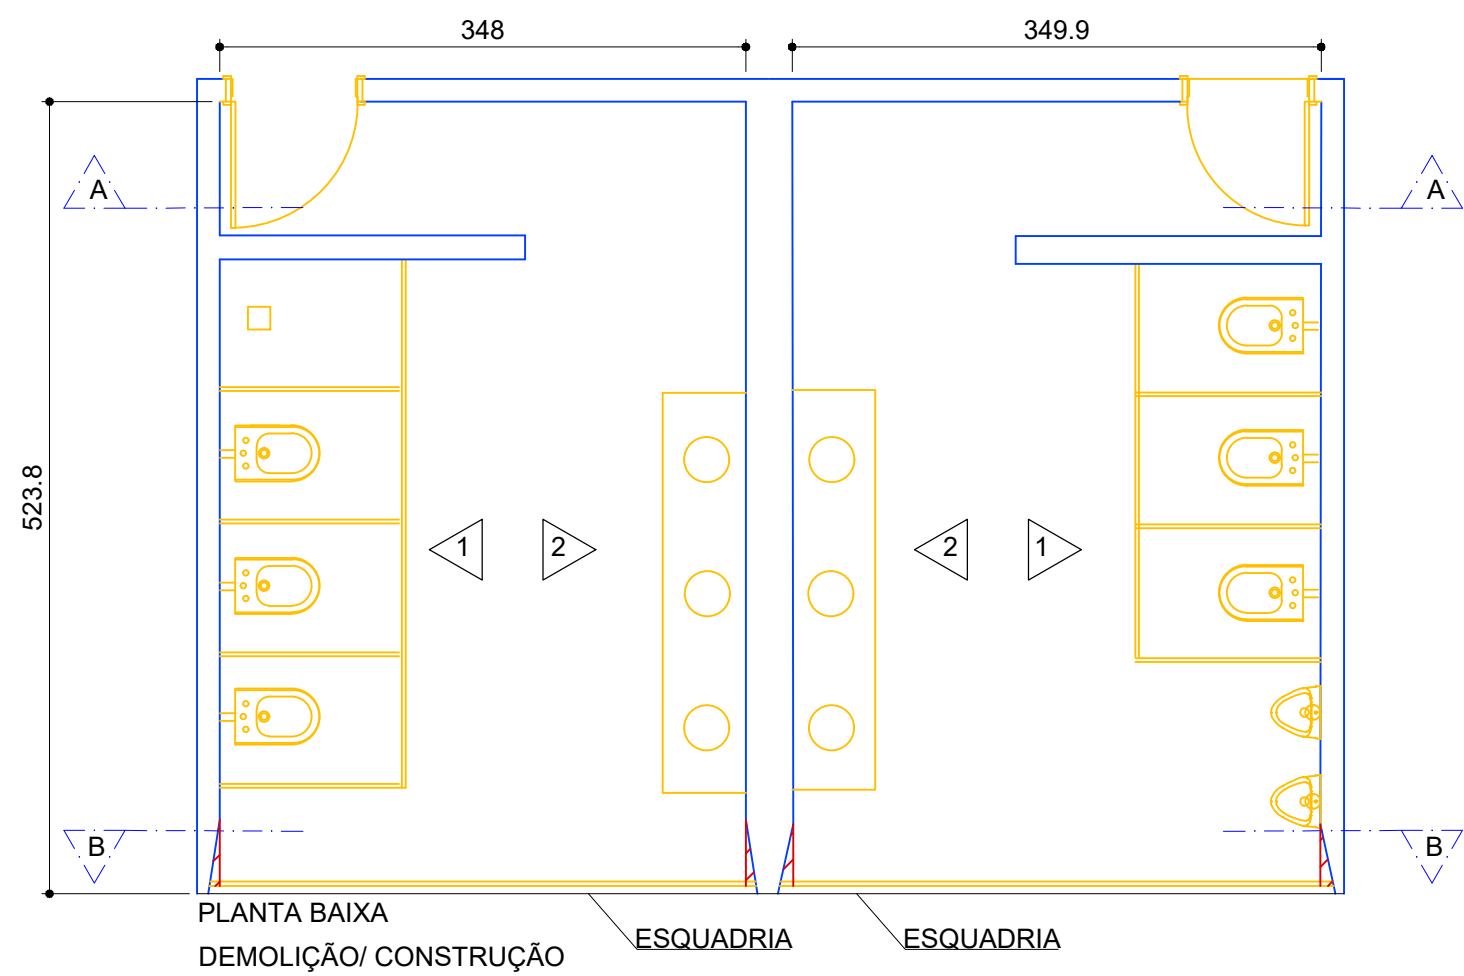 348
349.9
A
A
523.8
1
2
2
1
B
B
PLANTA BAIXA
ESQUADRIA
ESQUADRIA
DEMOLIÇÃO/ CONSTRUÇÃO